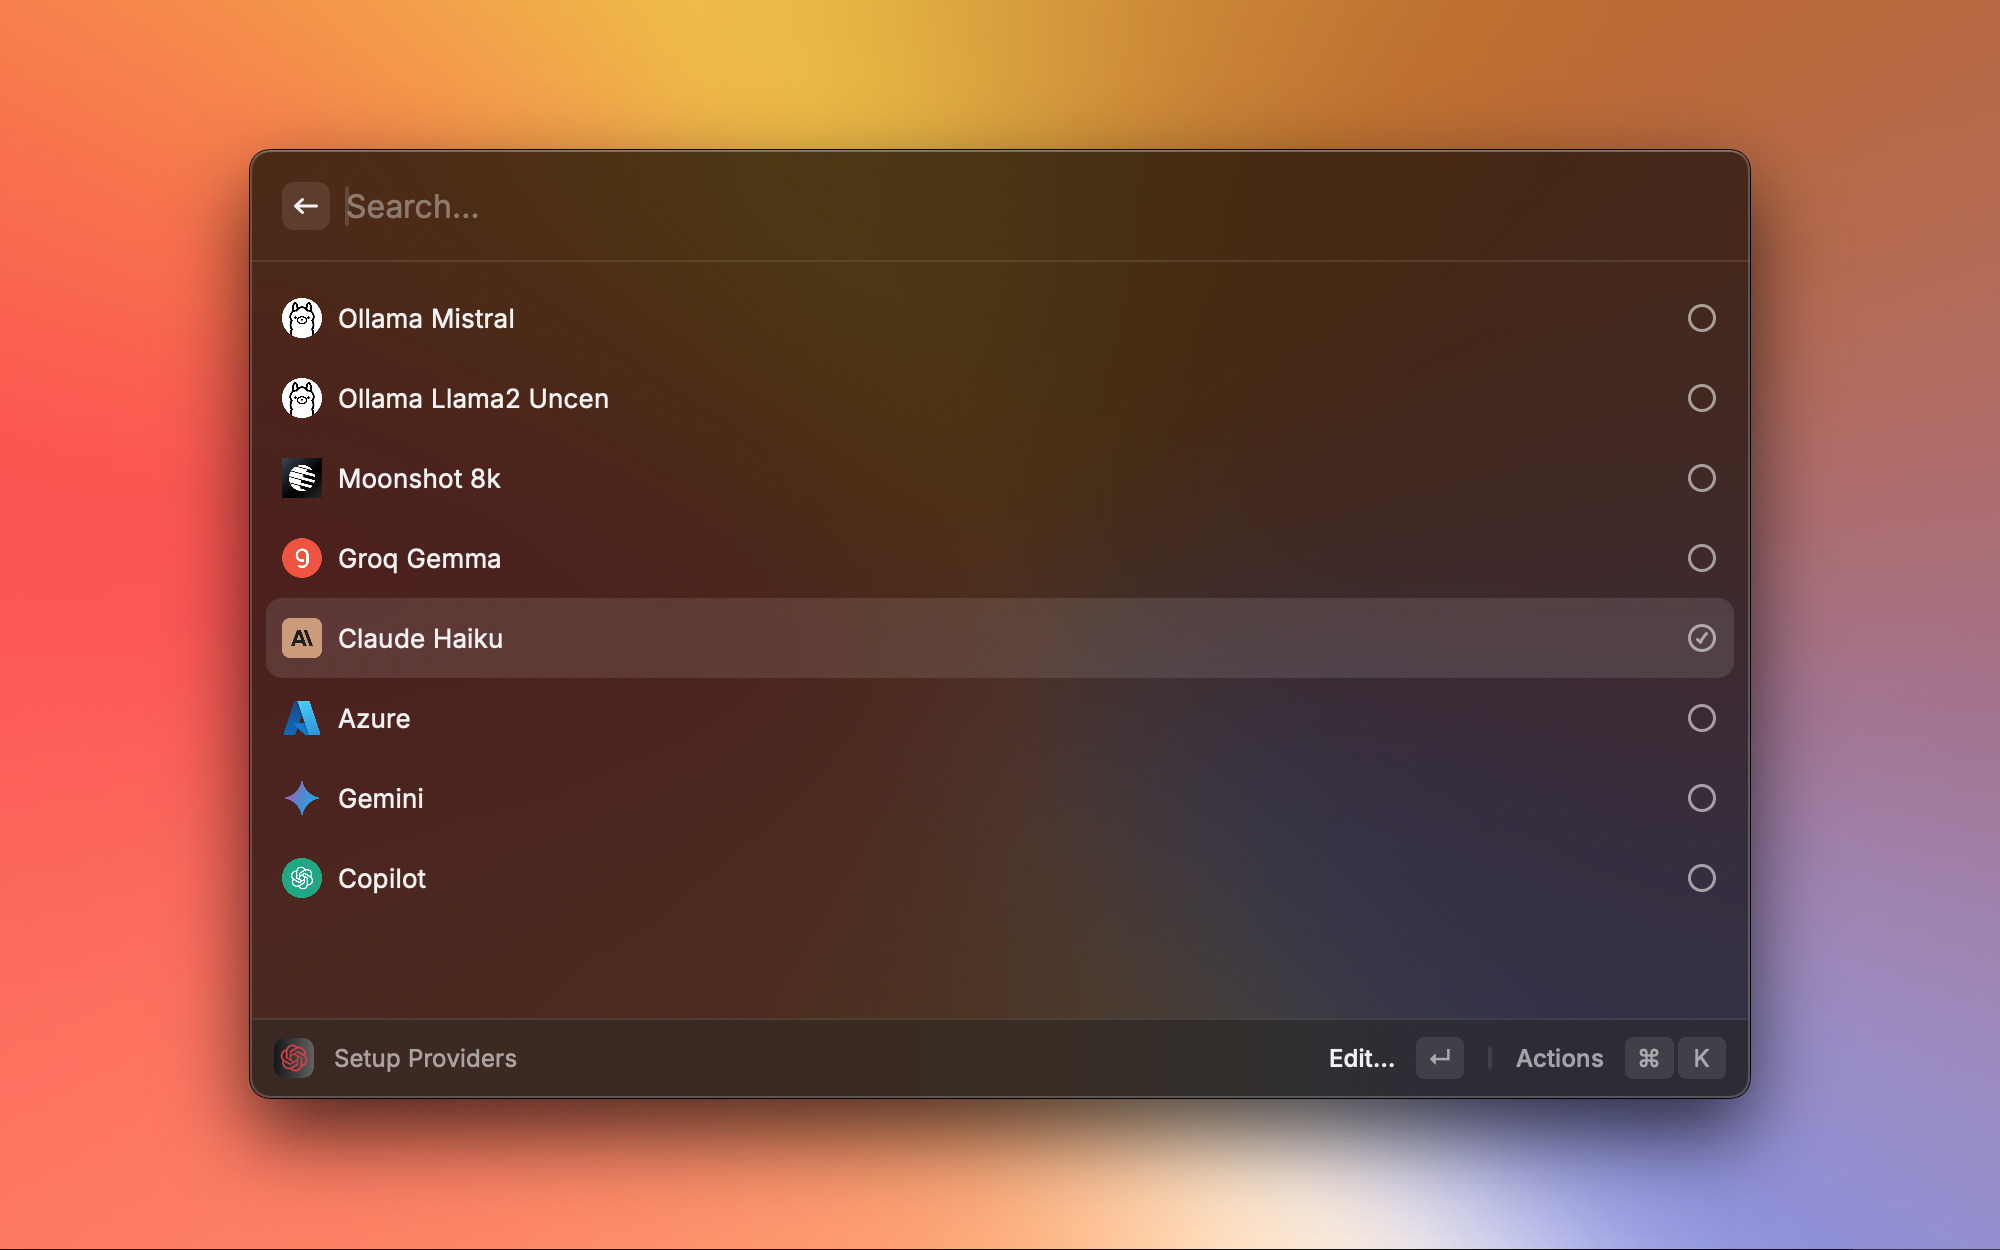 Search...
Ollama Mistral
Ollama Llama2 Uncen
Moonshot 8k
Groq Gemma
Claude Haiku
Azure
Gemini
Copilot
Setup Providers Edit... ↵ Actions ⌘ K